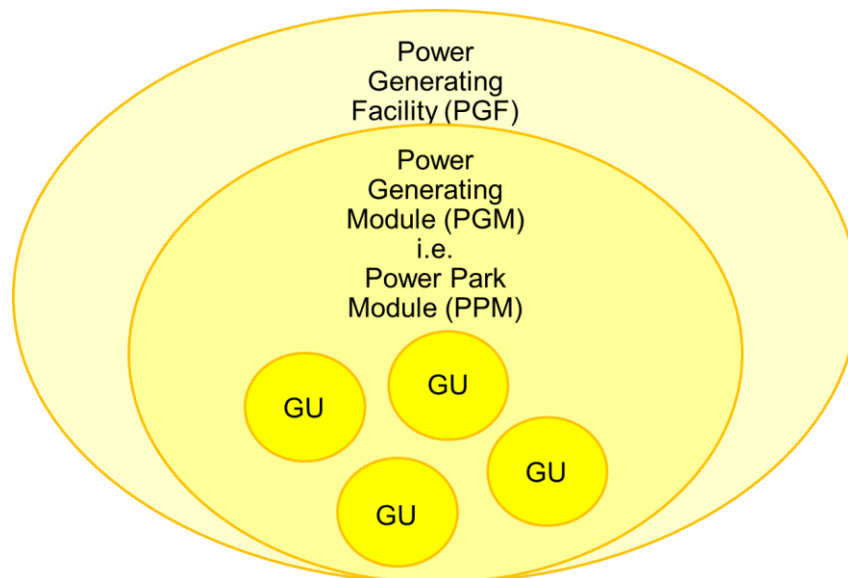 Power
Generating
Facility (PGF)
Power
Generating
Module (PGM)
i.e.
Power Park
Module (PPM)
GU
GU
GU
GU